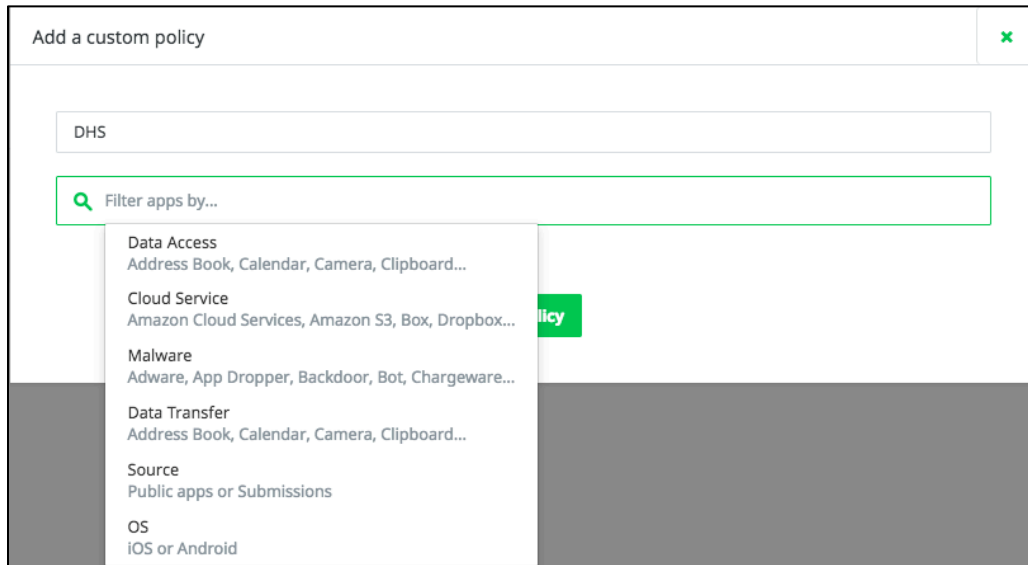 Add a custom policy
DHS
Filter apps by...
Data Access
Address Book, Calendar, Camera, Clipboard...
Cloud Service
Amazon Cloud Services, Amazon S3, Box, Dropbox...
licy
Malware
Adware, App Dropper, Backdoor, Bot, Chargeware...
Data Transfer
Address Book, Calendar, Camera, Clipboard...
Source
Public apps or Submissions
OS
iOS or Android